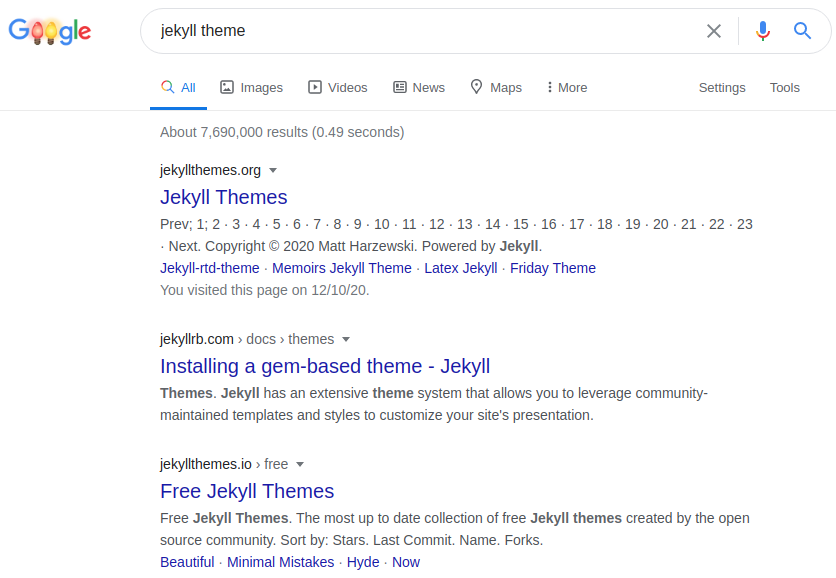 Google
jekyll theme
All Images Videos News Maps More Settings Tools
About 7,690,000 results (0.49 seconds)
jekyllthemes.org
Jekyll Themes
Prev; 1; 2 · 3 · 4 · 5 · 6 · 7 · 8 · 9 · 10 · 11 · 12 · 13 · 14 · 15 · 16 · 17 · 18 · 19 · 20 · 21 · 22 · 23
· Next. Copyright © 2020 Matt Harzewski. Powered by Jekyll.
Jekyll-rtd-theme · Memoirs Jekyll Theme · Latex Jekyll · Friday Theme
You visited this page on 12/10/20.
jekyllrb.com › docs › themes
Installing a gem-based theme - Jekyll
Themes. Jekyll has an extensive theme system that allows you to leverage community-
maintained templates and styles to customize your site's presentation.
jekyllthemes.io › free
Free Jekyll Themes
Free Jekyll Themes. The most up to date collection of free Jekyll themes created by the open
source community. Sort by: Stars. Last Commit. Name. Forks.
Beautiful · Minimal Mistakes · Hyde · Now